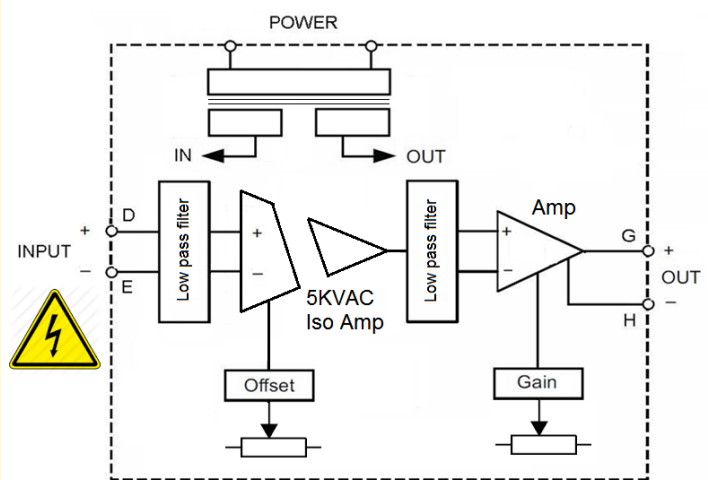 POWER
IN
OUT
D
+
INPUT
−
E
Low pass filter
+
−
5KVAC
Iso Amp
Low pass filter
Amp
+
−
G
+
OUT
−
H
Offset
Gain